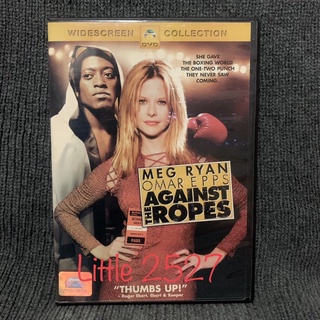 WIDESCREEN DVD COLLECTION
SHE GAVE
THE BOXING WORLD
THE ONE-TWO PUNCH
THEY NEVER SAW
COMING.
MEG RYAN
OMAR EPPS
AGAINST
THE ROPES
PASS
Little 2527
"THUMBS UP!"
- Roger Ebert, Ebert & Roeper